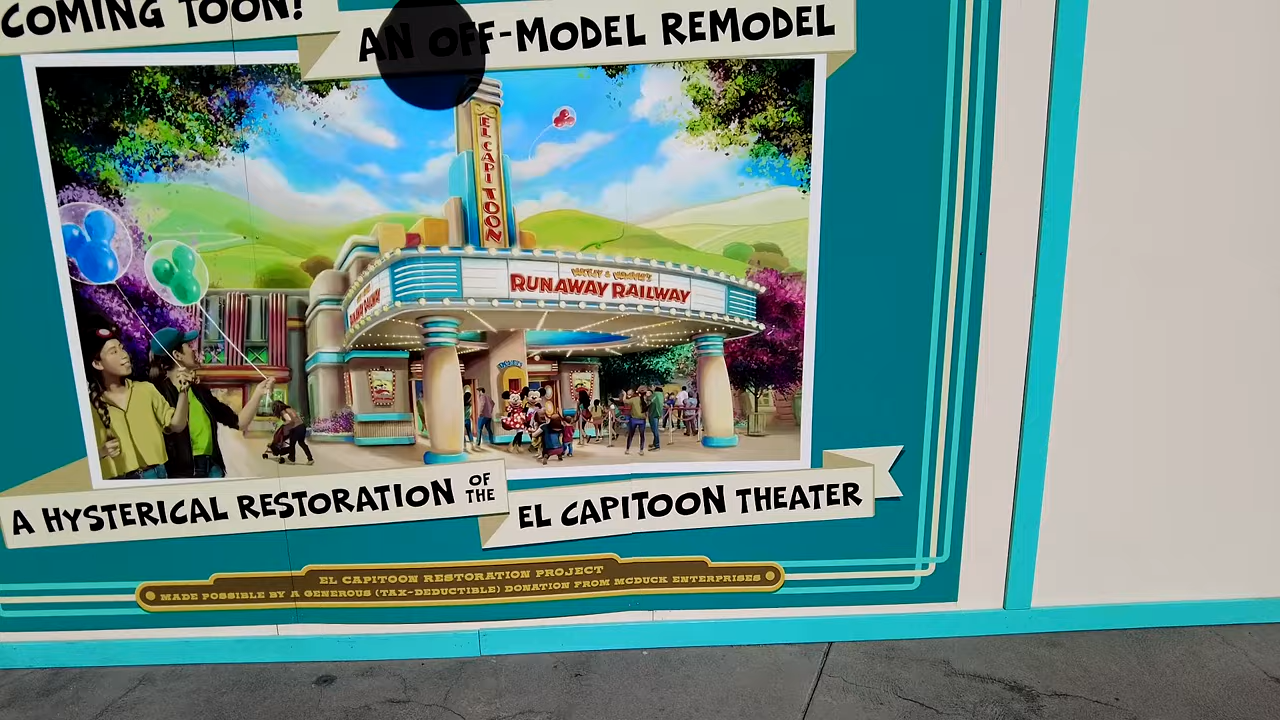 COMING TOON!
AN OFF-MODEL REMODEL
EL CAPITOON
RUNAWAY RAILWAY
A HYSTERICAL RESTORATION OF THE
EL CAPITOON THEATER
EL CAPITOON RESTORATION PROJECT
MADE POSSIBLE BY A GENEROUS (TAX-DEDUCTIBLE) DONATION FROM MCDUCK ENTERPRISES